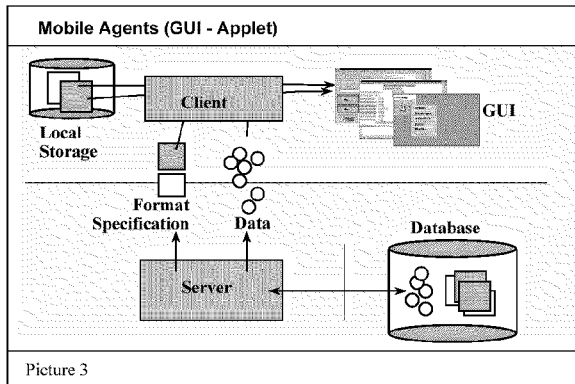 Mobile Agents (GUI - Applet)
Client
GUI
Local
Storage
Format
Specification
Data
Database
Server
Picture 3